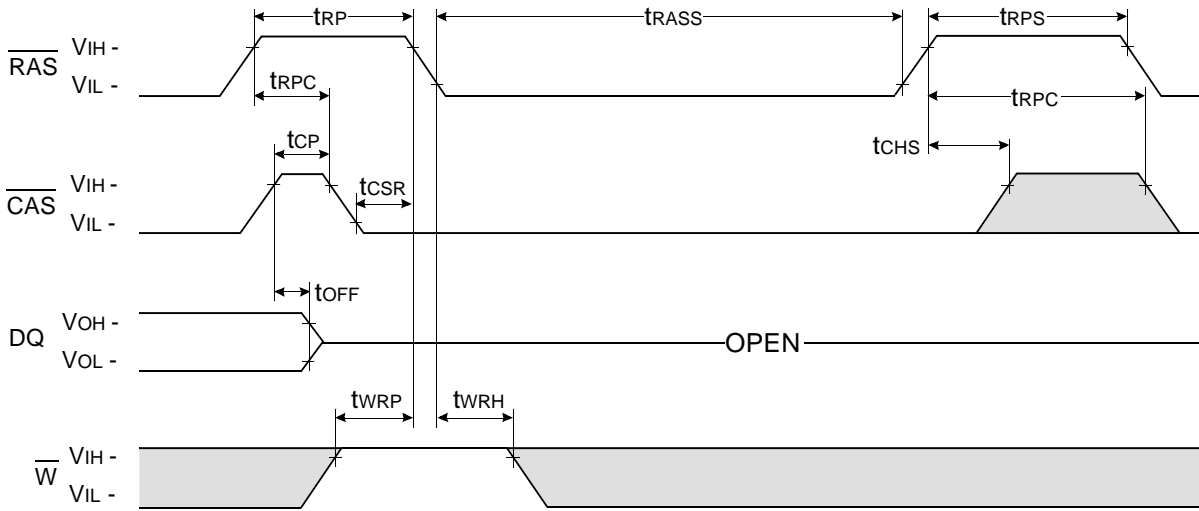 tRP
tRASS
tRPS
RAS
VIH -
VIL -
tRPC
tRPC
tCP
tCHS
CAS
VIH -
VIL -
tCSR
tOFF
DQ
VOH -
VOL -
OPEN
tWRP
tWRH
W
VIH -
VIL -